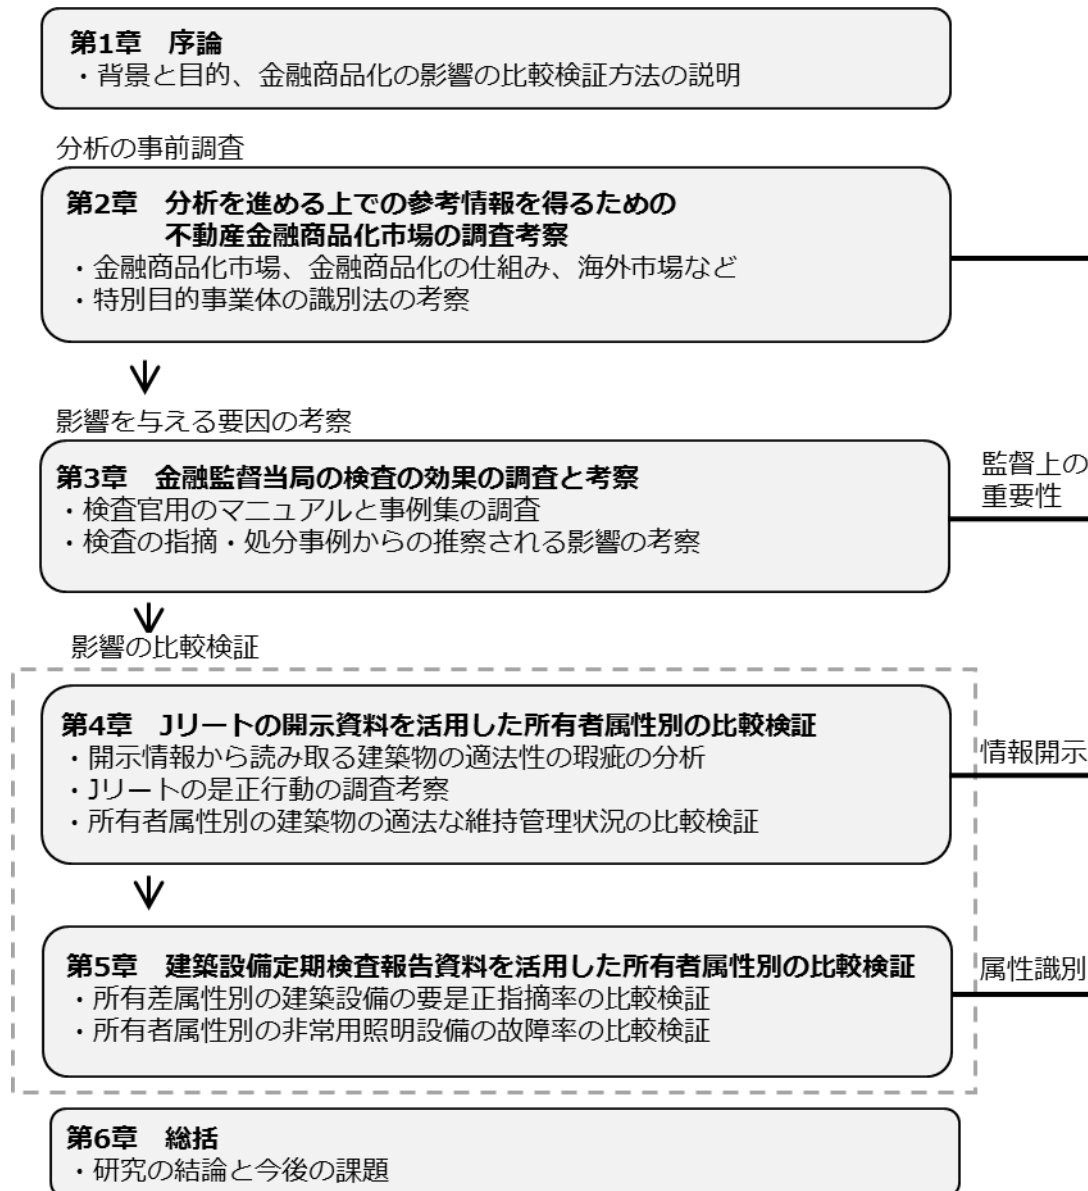 第1章　序論
・背景と目的、金融商品化の影響の比較検証方法の説明
分析の事前調査
第2章　分析を進める上での参考情報を得るための
不動産金融商品化市場の調査考察
・金融商品化市場、金融商品化の仕組み、海外市場など
・特別目的事業体の識別法の考察
影響を与える要因の考察
第3章　金融監督当局の検査の効果の調査と考察
・検査官用のマニュアルと事例集の調査
・検査の指摘・処分事例からの推察される影響の考察
監督上の
重要性
影響の比較検証
第4章　Jリートの開示資料を活用した所有者属性別の比較検証
・開示情報から読み取る建築物の適法性の瑕疵の分析
・Jリートの是正行動の調査考察
・所有者属性別の建築物の適法な維持管理状況の比較検証
情報開示
第5章　建築設備定期検査報告資料を活用した所有者属性別の比較検証
・所有差属性別の建築設備の要是正指摘率の比較検証
・所有者属性別の非常用照明設備の故障率の比較検証
属性識別
第6章　総括
・研究の結論と今後の課題